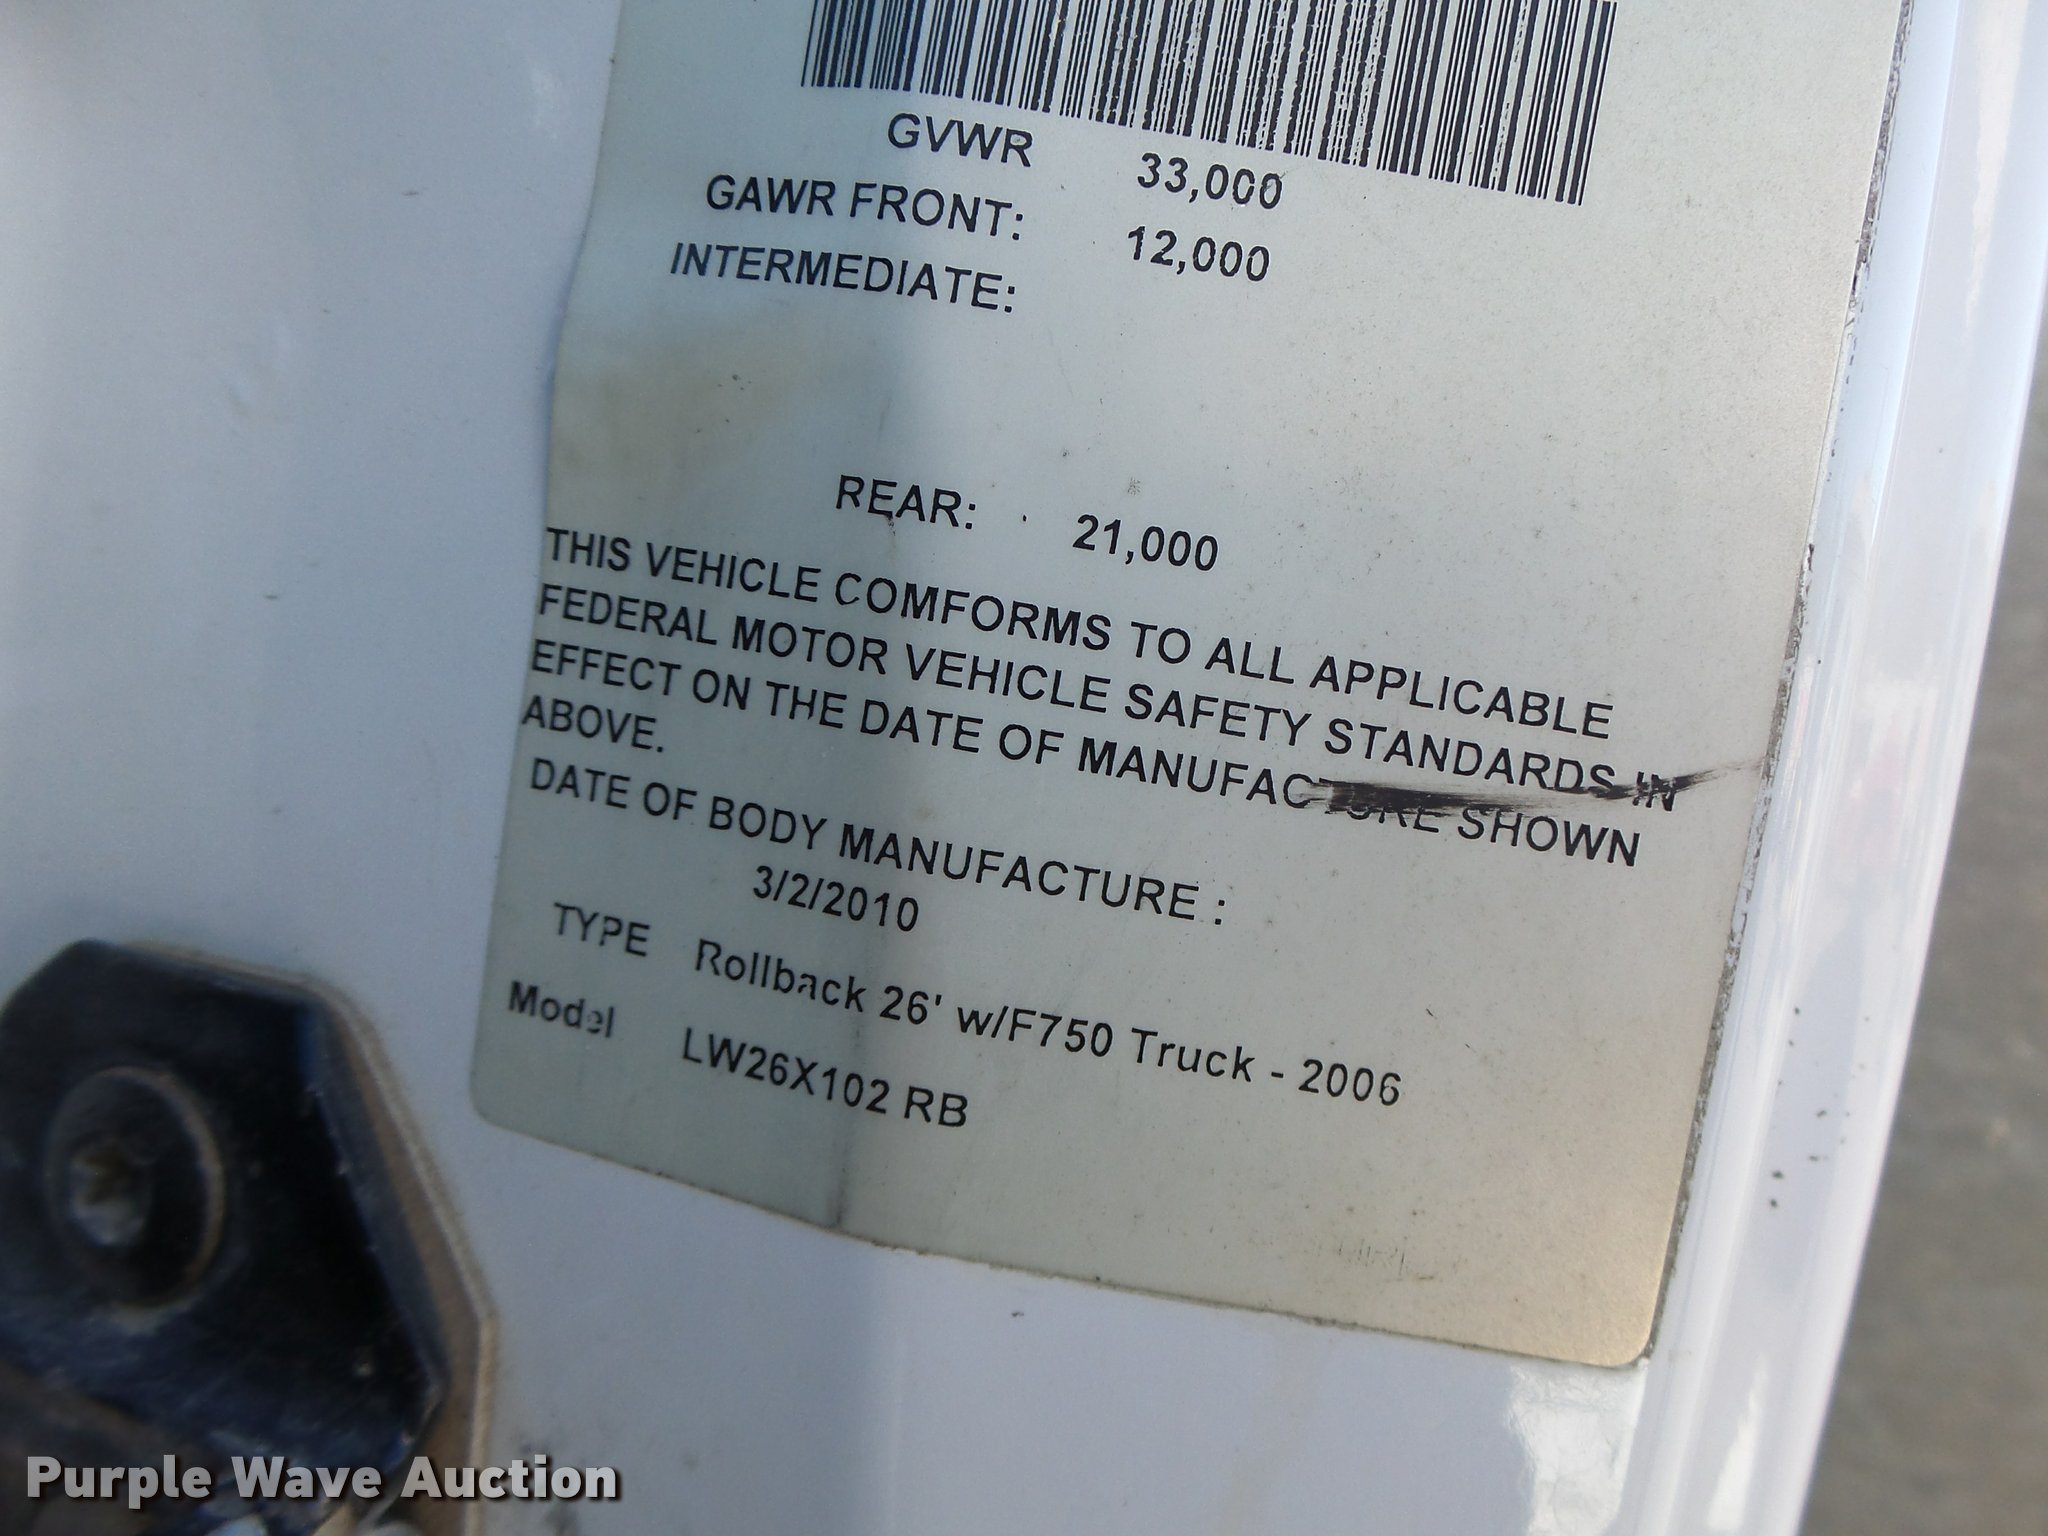 GVWR 33,000
GAWR FRONT: 12,000
INTERMEDIATE:
REAR: 21,000
THIS VEHICLE COMFORMS TO ALL APPLICABLE
FEDERAL MOTOR VEHICLE SAFETY STANDARDS IN
EFFECT ON THE DATE OF MANUFACTURE SHOWN
ABOVE.
DATE OF BODY MANUFACTURE :
3/2/2010
TYPE Rollback 26' w/F750 Truck - 2006
Model LW26X102 RB
Purple Wave Auction